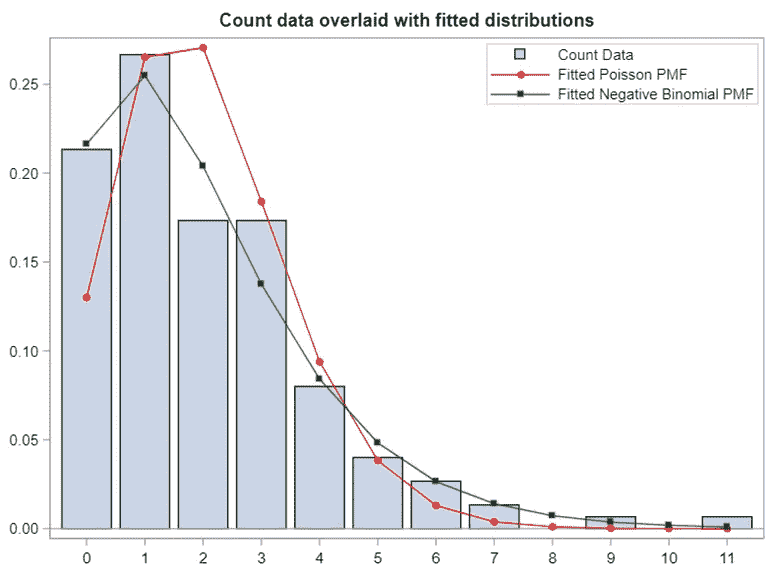 Count data overlaid with fitted distributions
Count Data
Fitted Poisson PMF
Fitted Negative Binomial PMF
0.25
0.20
0.15
0.10
0.05
0.00
0 1 2 3 4 5 6 7 8 9 10 11